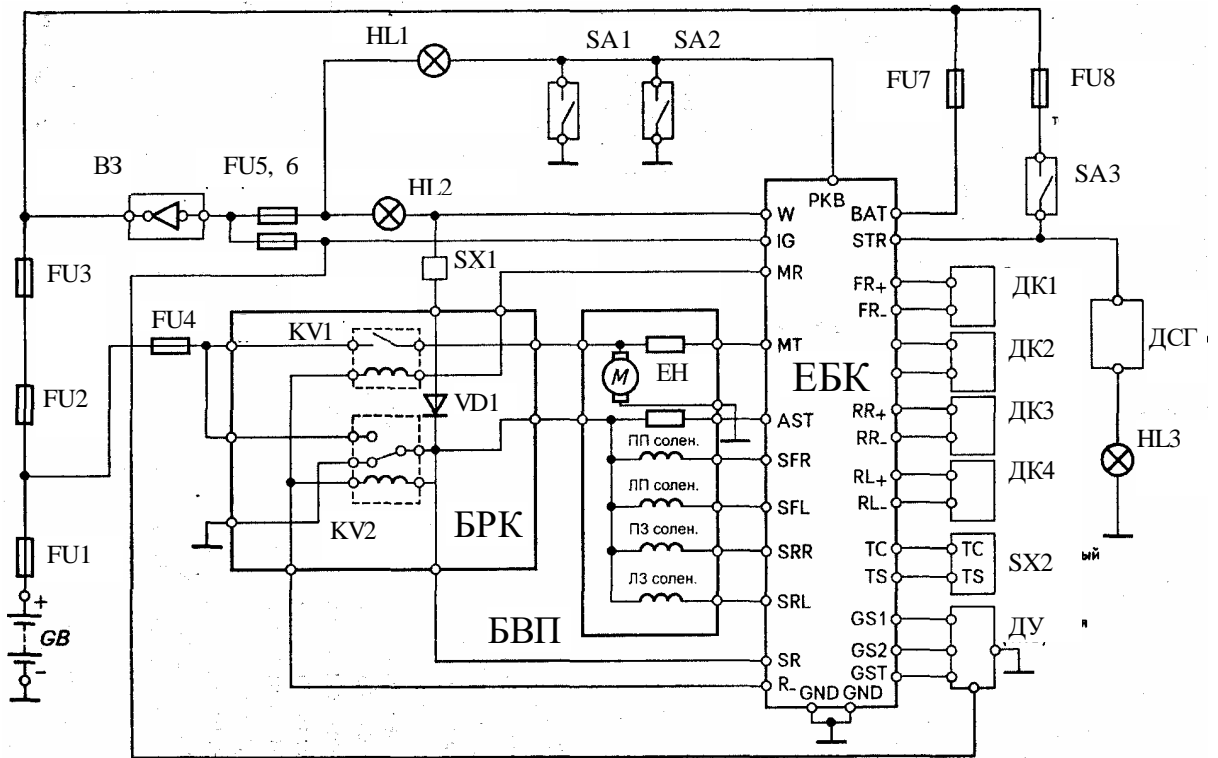 HL1
SA1
SA2
FU7
FU8
т
ВЗ
FU5, 6
HL2
PKB
SA3
W
BAT
IG
STR
FU3
SX1
MR
FR+
FR-
ДК1
FU4
KV1
MT
ЕБК
ДК2
ДСГ
M
ЕН
FU2
VD1
AST
RR+
RR-
ДК3
HL3
ПП солен.
SFR
ЛП солен.
SFL
RL+
RL-
ДК4
БРК
KV2
ПЗ солен.
SRR
FU1
TC
TS
TC
TS
SX2
ый
ЛЗ солен.
SRL
+
GB
-
БВП
GS1
GS2
GST
ДУ
SR
R-
GND GND